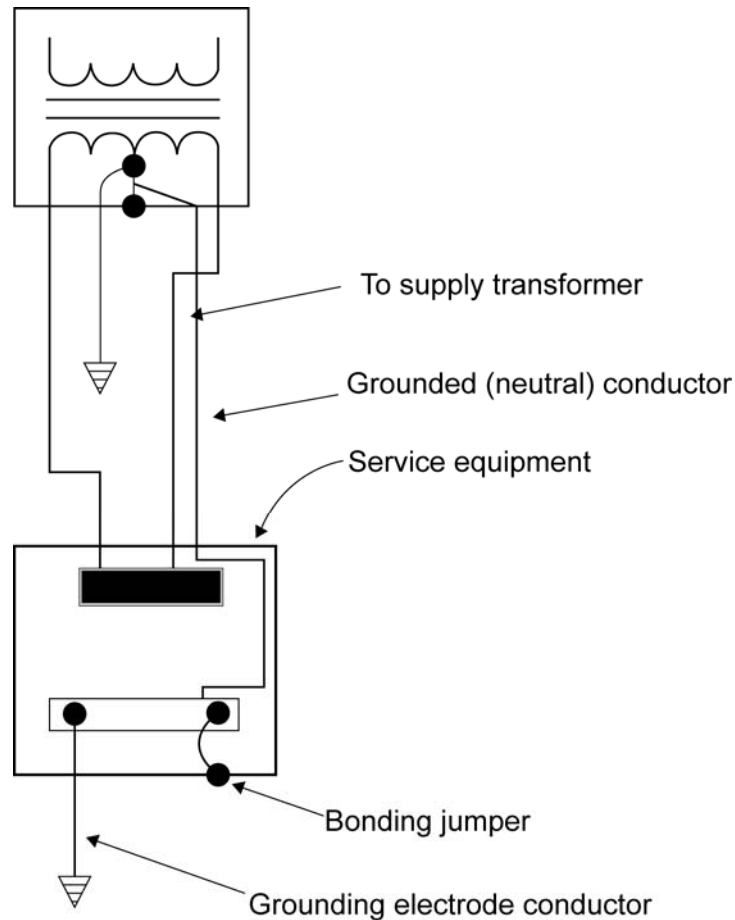 To supply transformer
Grounded (neutral) conductor
Service equipment
Bonding jumper
Grounding electrode conductor